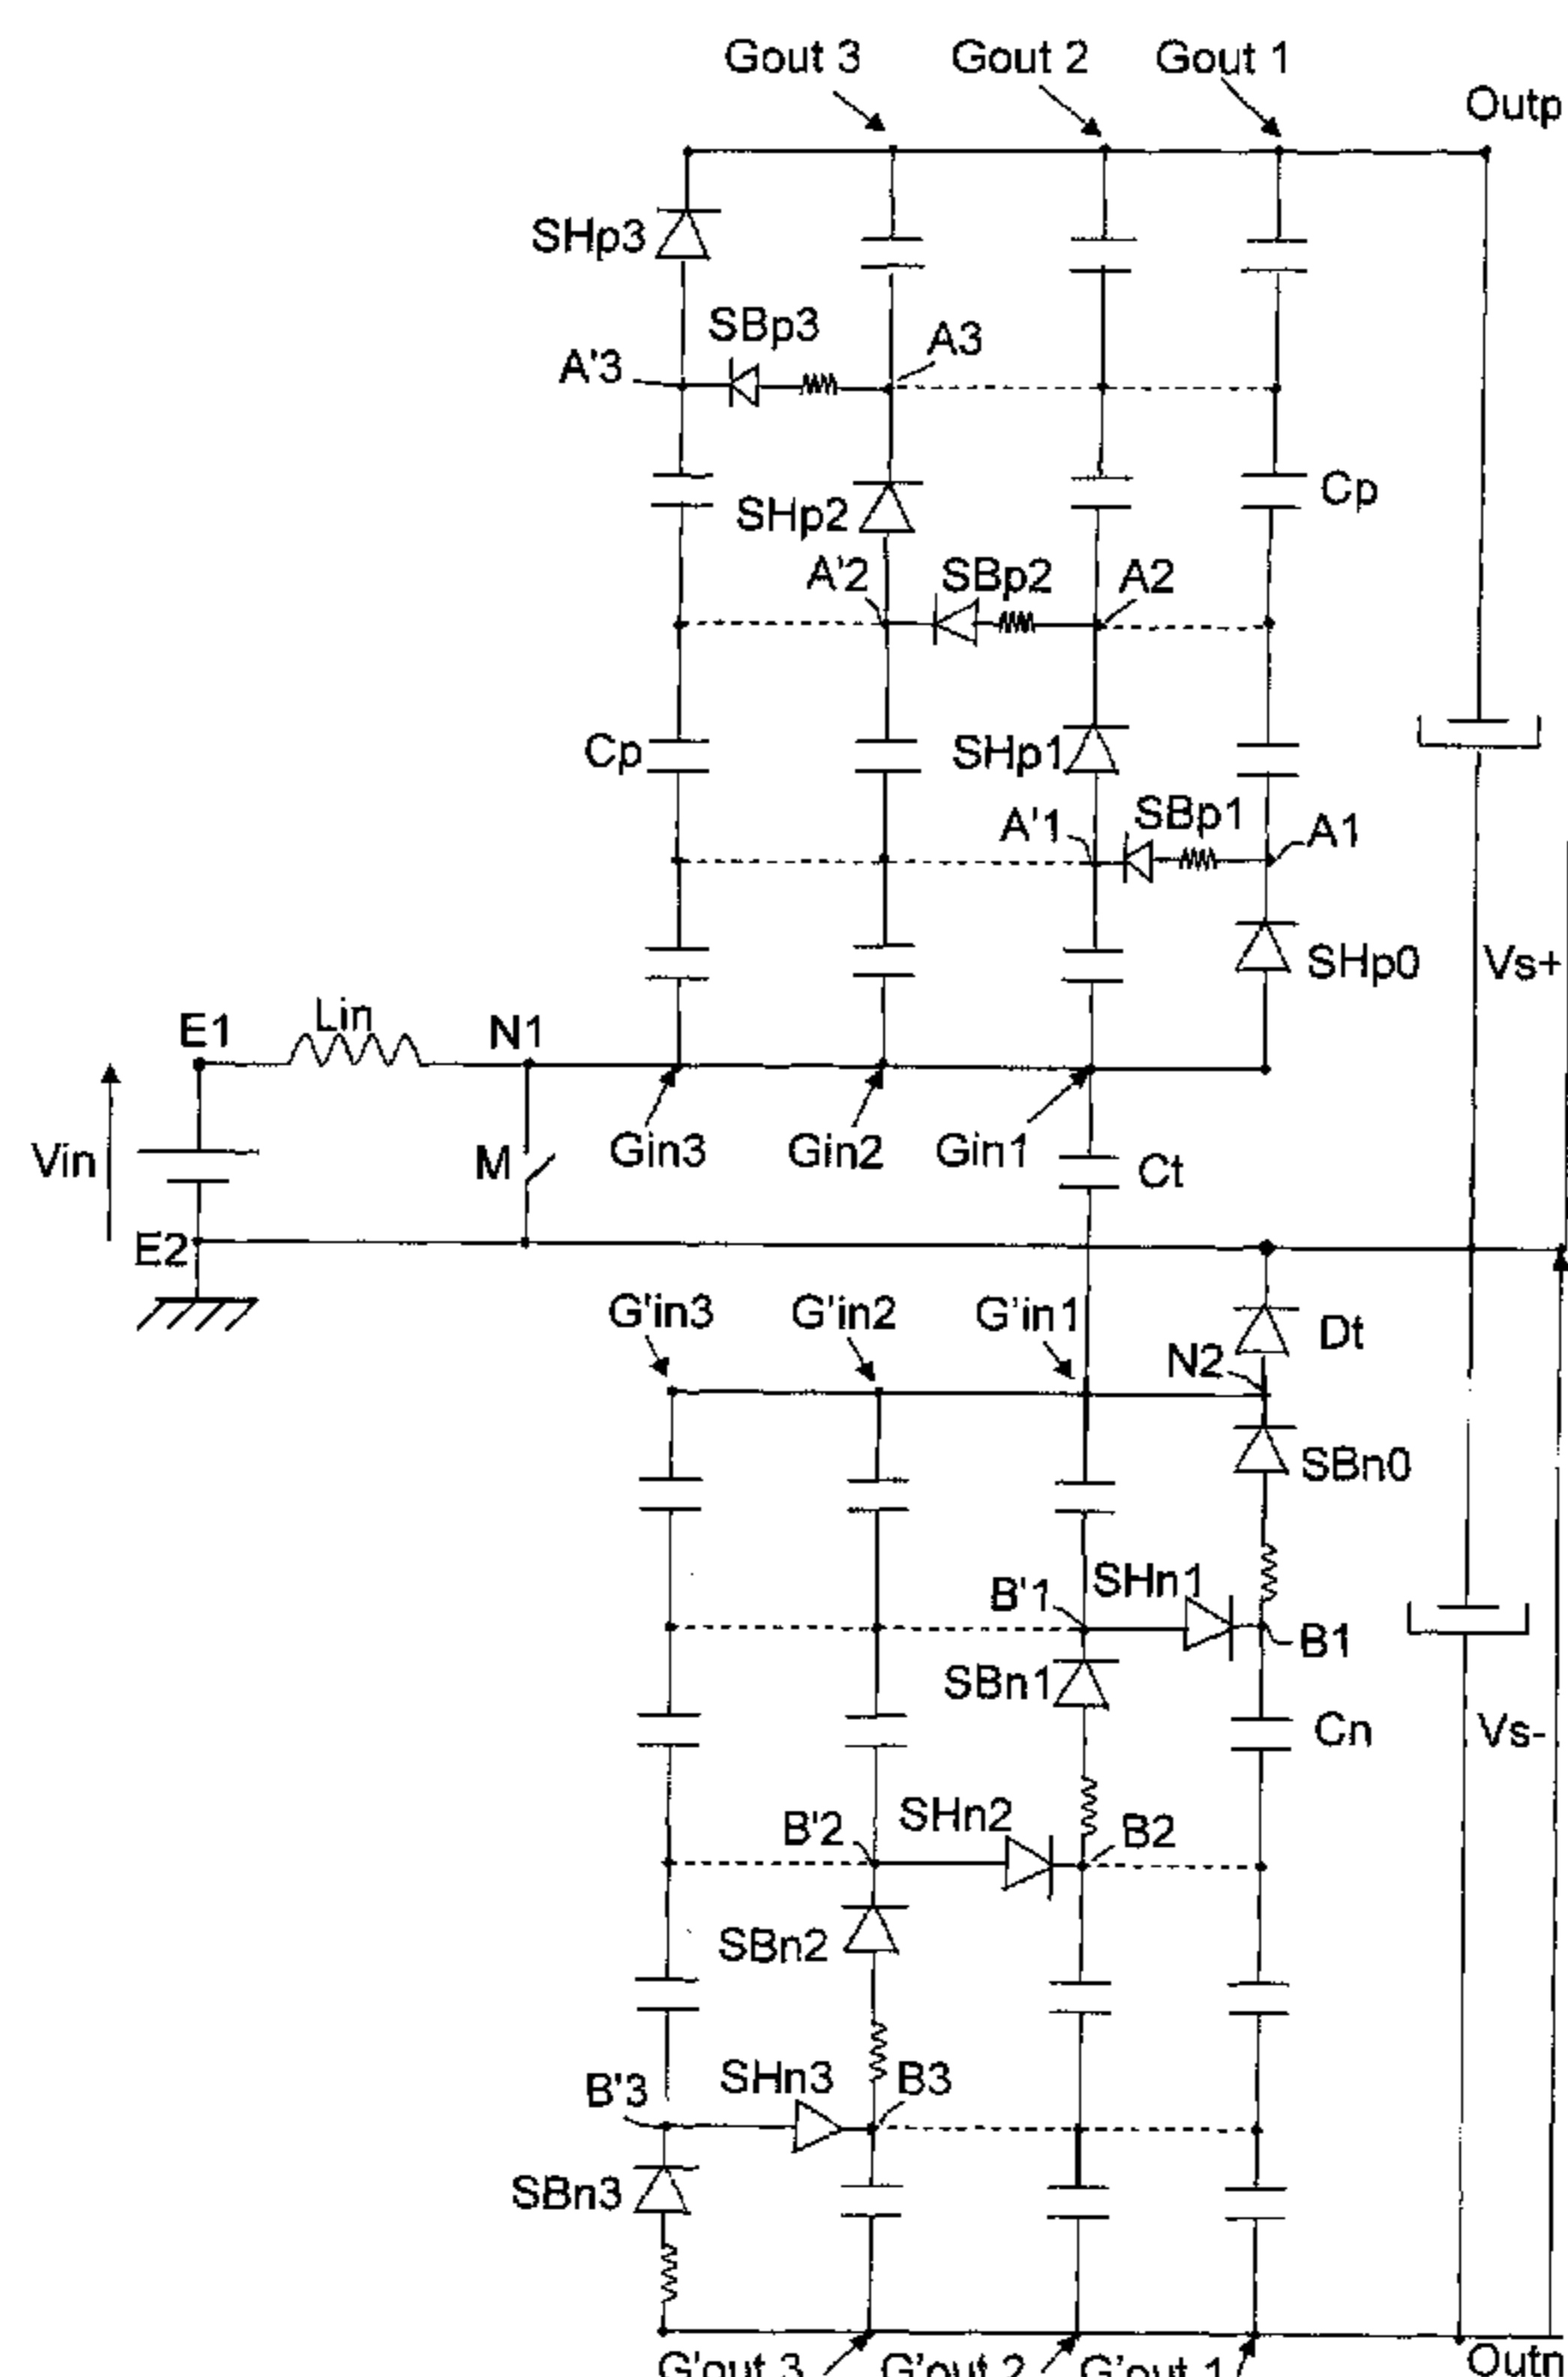 Gout 3 Gout 2 Gout 1
Outp
SHp3
SBp3
A3
A'3
Cp
SHp2
A'2 SBp2 A2
Cp
SHp1
SBp1
A'1
A1
SHp0
Vs+
E1 Lin N1
Vin
M
Gin3 Gin2 Gin1
Ct
E2
G'in3 G'in2 G'in1
Dt
N2
SBn0
B'1 SHn1
B1
SBn1
Cn
Vs-
SHn2
B'2 B2
SBn2
SHn3 B3
B'3
SBn3
G'out 3 G'out 2 G'out 1
Outn